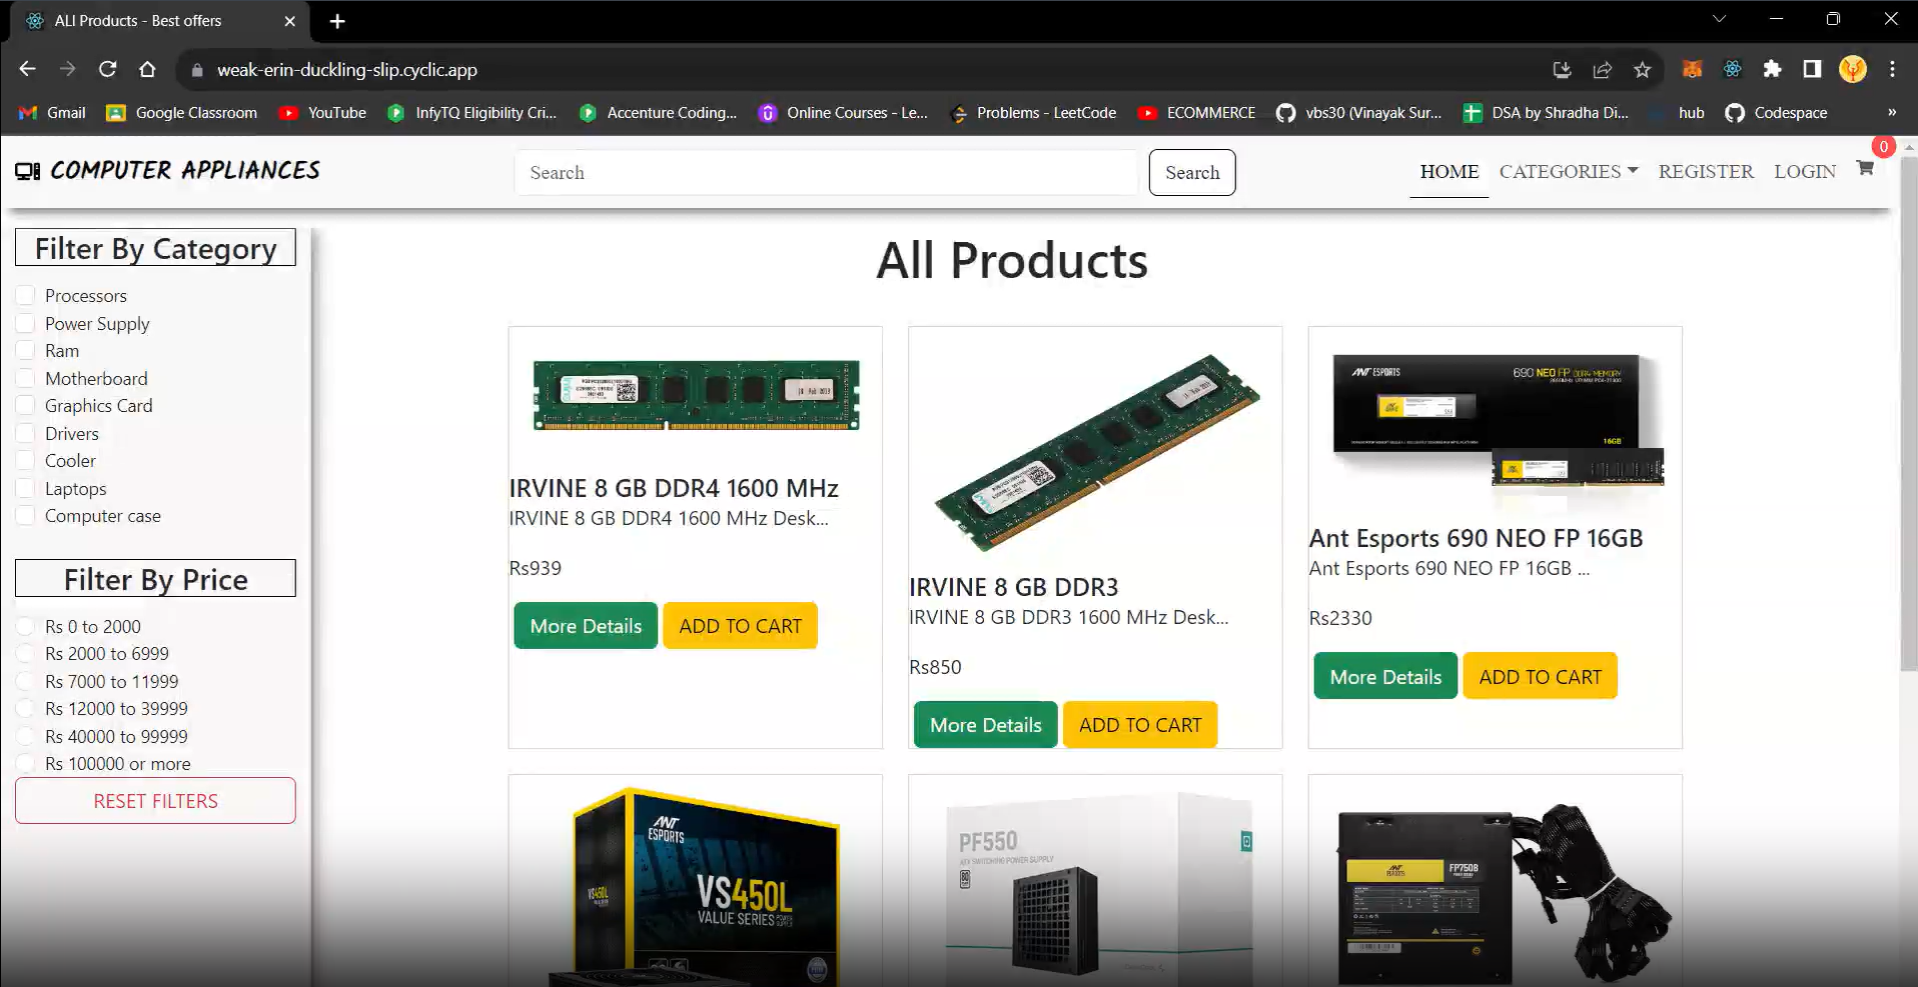 ALl Products - Best offers
weak-erin-duckling-slip.cyclic.app
Gmail
Google Classroom
YouTube
InfyTQ Eligibility Cri...
Accenture Coding...
Online Courses - Le...
Problems - LeetCode
ECOMMERCE
vbs30 (Vinayak Sur...
DSA by Shradha Di...
hub
Codespace
»
COMPUTER APPLIANCES
Search
Search
HOME
CATEGORIES
REGISTER
LOGIN
0
Filter By Category
Processors
Power Supply
Ram
Motherboard
Graphics Card
Drivers
Cooler
Laptops
Computer case
Filter By Price
Rs 0 to 2000
Rs 2000 to 6999
Rs 7000 to 11999
Rs 12000 to 39999
Rs 40000 to 99999
Rs 100000 or more
RESET FILTERS
All Products
IRVINE 8 GB DDR4 1600 MHz
IRVINE 8 GB DDR4 1600 MHz Desk...
Rs939
More Details
ADD TO CART
IRVINE 8 GB DDR3
IRVINE 8 GB DDR3 1600 MHz Desk...
Rs850
More Details
ADD TO CART
ANT ESPORTS
690 NEO FP DDR4 MEMORY
16GB
Ant Esports 690 NEO FP 16GB
Ant Esports 690 NEO FP 16GB ...
Rs2330
More Details
ADD TO CART
ANT
ESPORTS
VS450L
VS450L
VALUE SERIES POWER SUPPLY
PF550
ATX SWITCHING POWER SUPPLY
80
FP750B